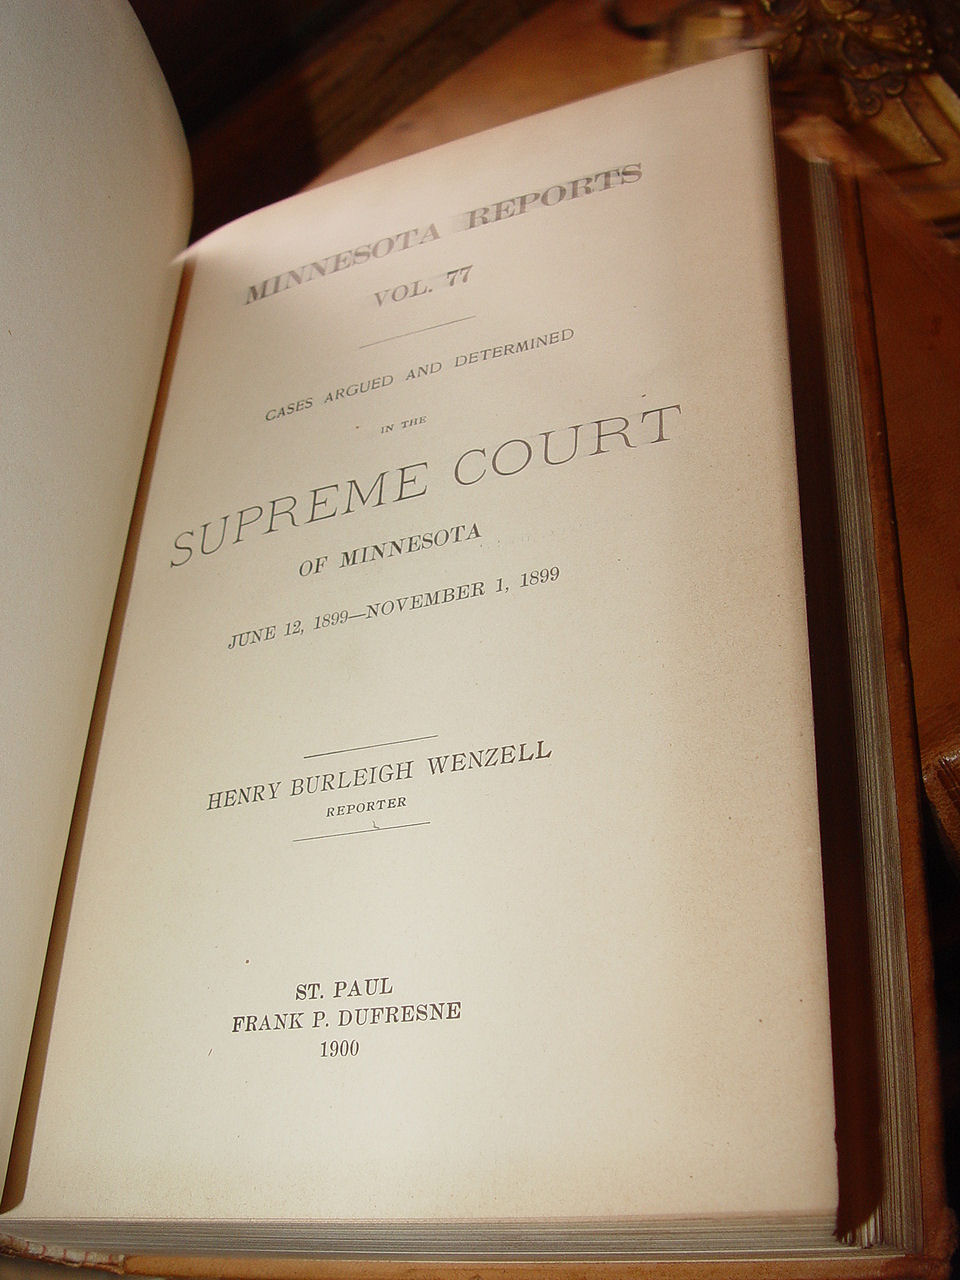 MINNESOTA REPORTS
VOL. 77
CASES ARGUED AND DETERMINED
IN THE
SUPREME COURT
OF MINNESOTA
JUNE 12, 1899—NOVEMBER 1, 1899
HENRY BURLEIGH WENZELL
REPORTER
ST. PAUL
FRANK P. DUFRESNE
1900